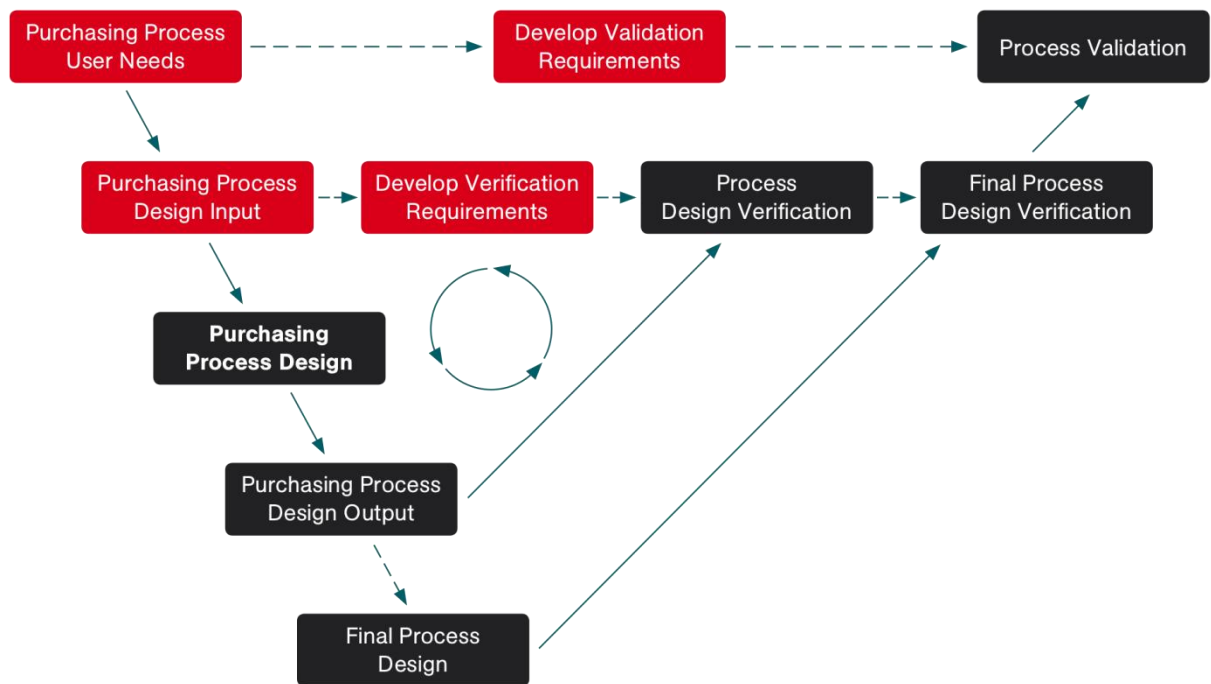 Purchasing Process
User Needs
Develop Validation
Requirements
Process Validation
Purchasing Process
Design Input
Develop Verification
Requirements
Process
Design Verification
Final Process
Design Verification
Purchasing
Process Design
Purchasing Process
Design Output
Final Process
Design